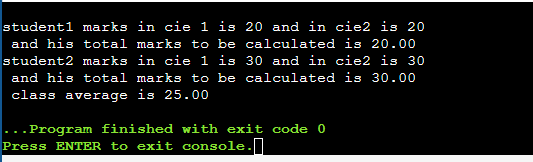 student1 marks in cie 1 is 20 and in cie2 is 20
and his total marks to be calculated is 20.00
student2 marks in cie 1 is 30 and in cie2 is 30
and his total marks to be calculated is 30.00
class average is 25.00
...Program finished with exit code 0
Press ENTER to exit console.